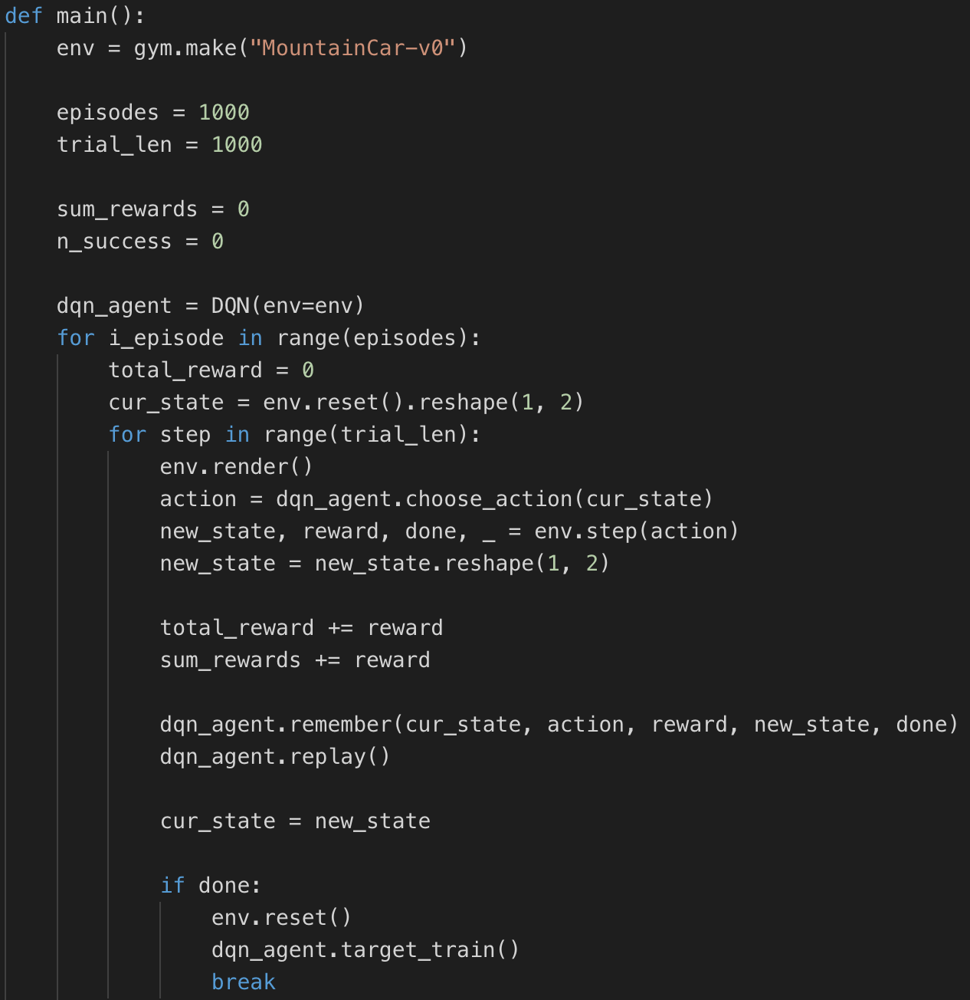 def main():
    env = gym.make("MountainCar-v0")

    episodes = 1000
    trial_len = 1000

    sum_rewards = 0
    n_success = 0

    dqn_agent = DQN(env=env)
    for i_episode in range(episodes):
        total_reward = 0
        cur_state = env.reset().reshape(1, 2)
        for step in range(trial_len):
            env.render()
            action = dqn_agent.choose_action(cur_state)
            new_state, reward, done, _ = env.step(action)
            new_state = new_state.reshape(1, 2)

            total_reward += reward
            sum_rewards += reward

            dqn_agent.remember(cur_state, action, reward, new_state, done)
            dqn_agent.replay()

            cur_state = new_state

            if done:
                env.reset()
                dqn_agent.target_train()
                break